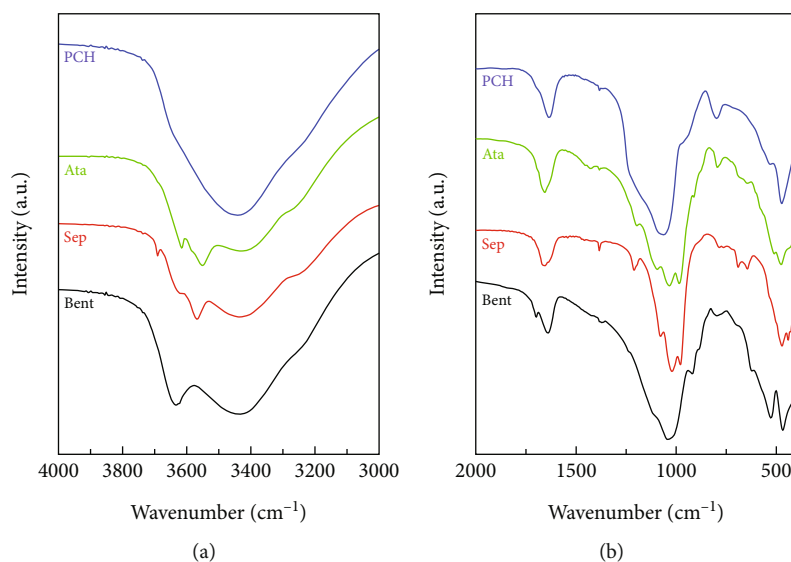 PCH
Ata
Sep
Bent
Intensity (a.u.)
4000 3800 3600 3400 3200 3000
Wavenumber (cm⁻¹)
(a)
PCH
Ata
Sep
Bent
Intensity (a.u.)
2000 1500 1000 500
Wavenumber (cm⁻¹)
(b)